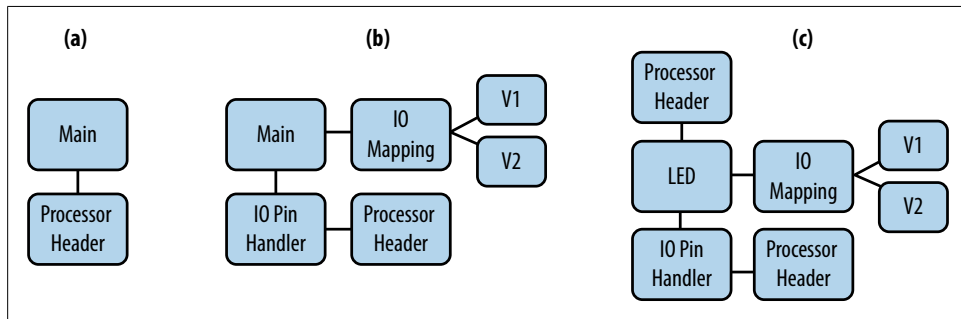 (a)
Main
Processor
Header
(b)
Main
IO
Mapping
V1
V2
IO Pin
Handler
Processor
Header
(c)
Processor
Header
LED
IO
Mapping
V1
V2
IO Pin
Handler
Processor
Header